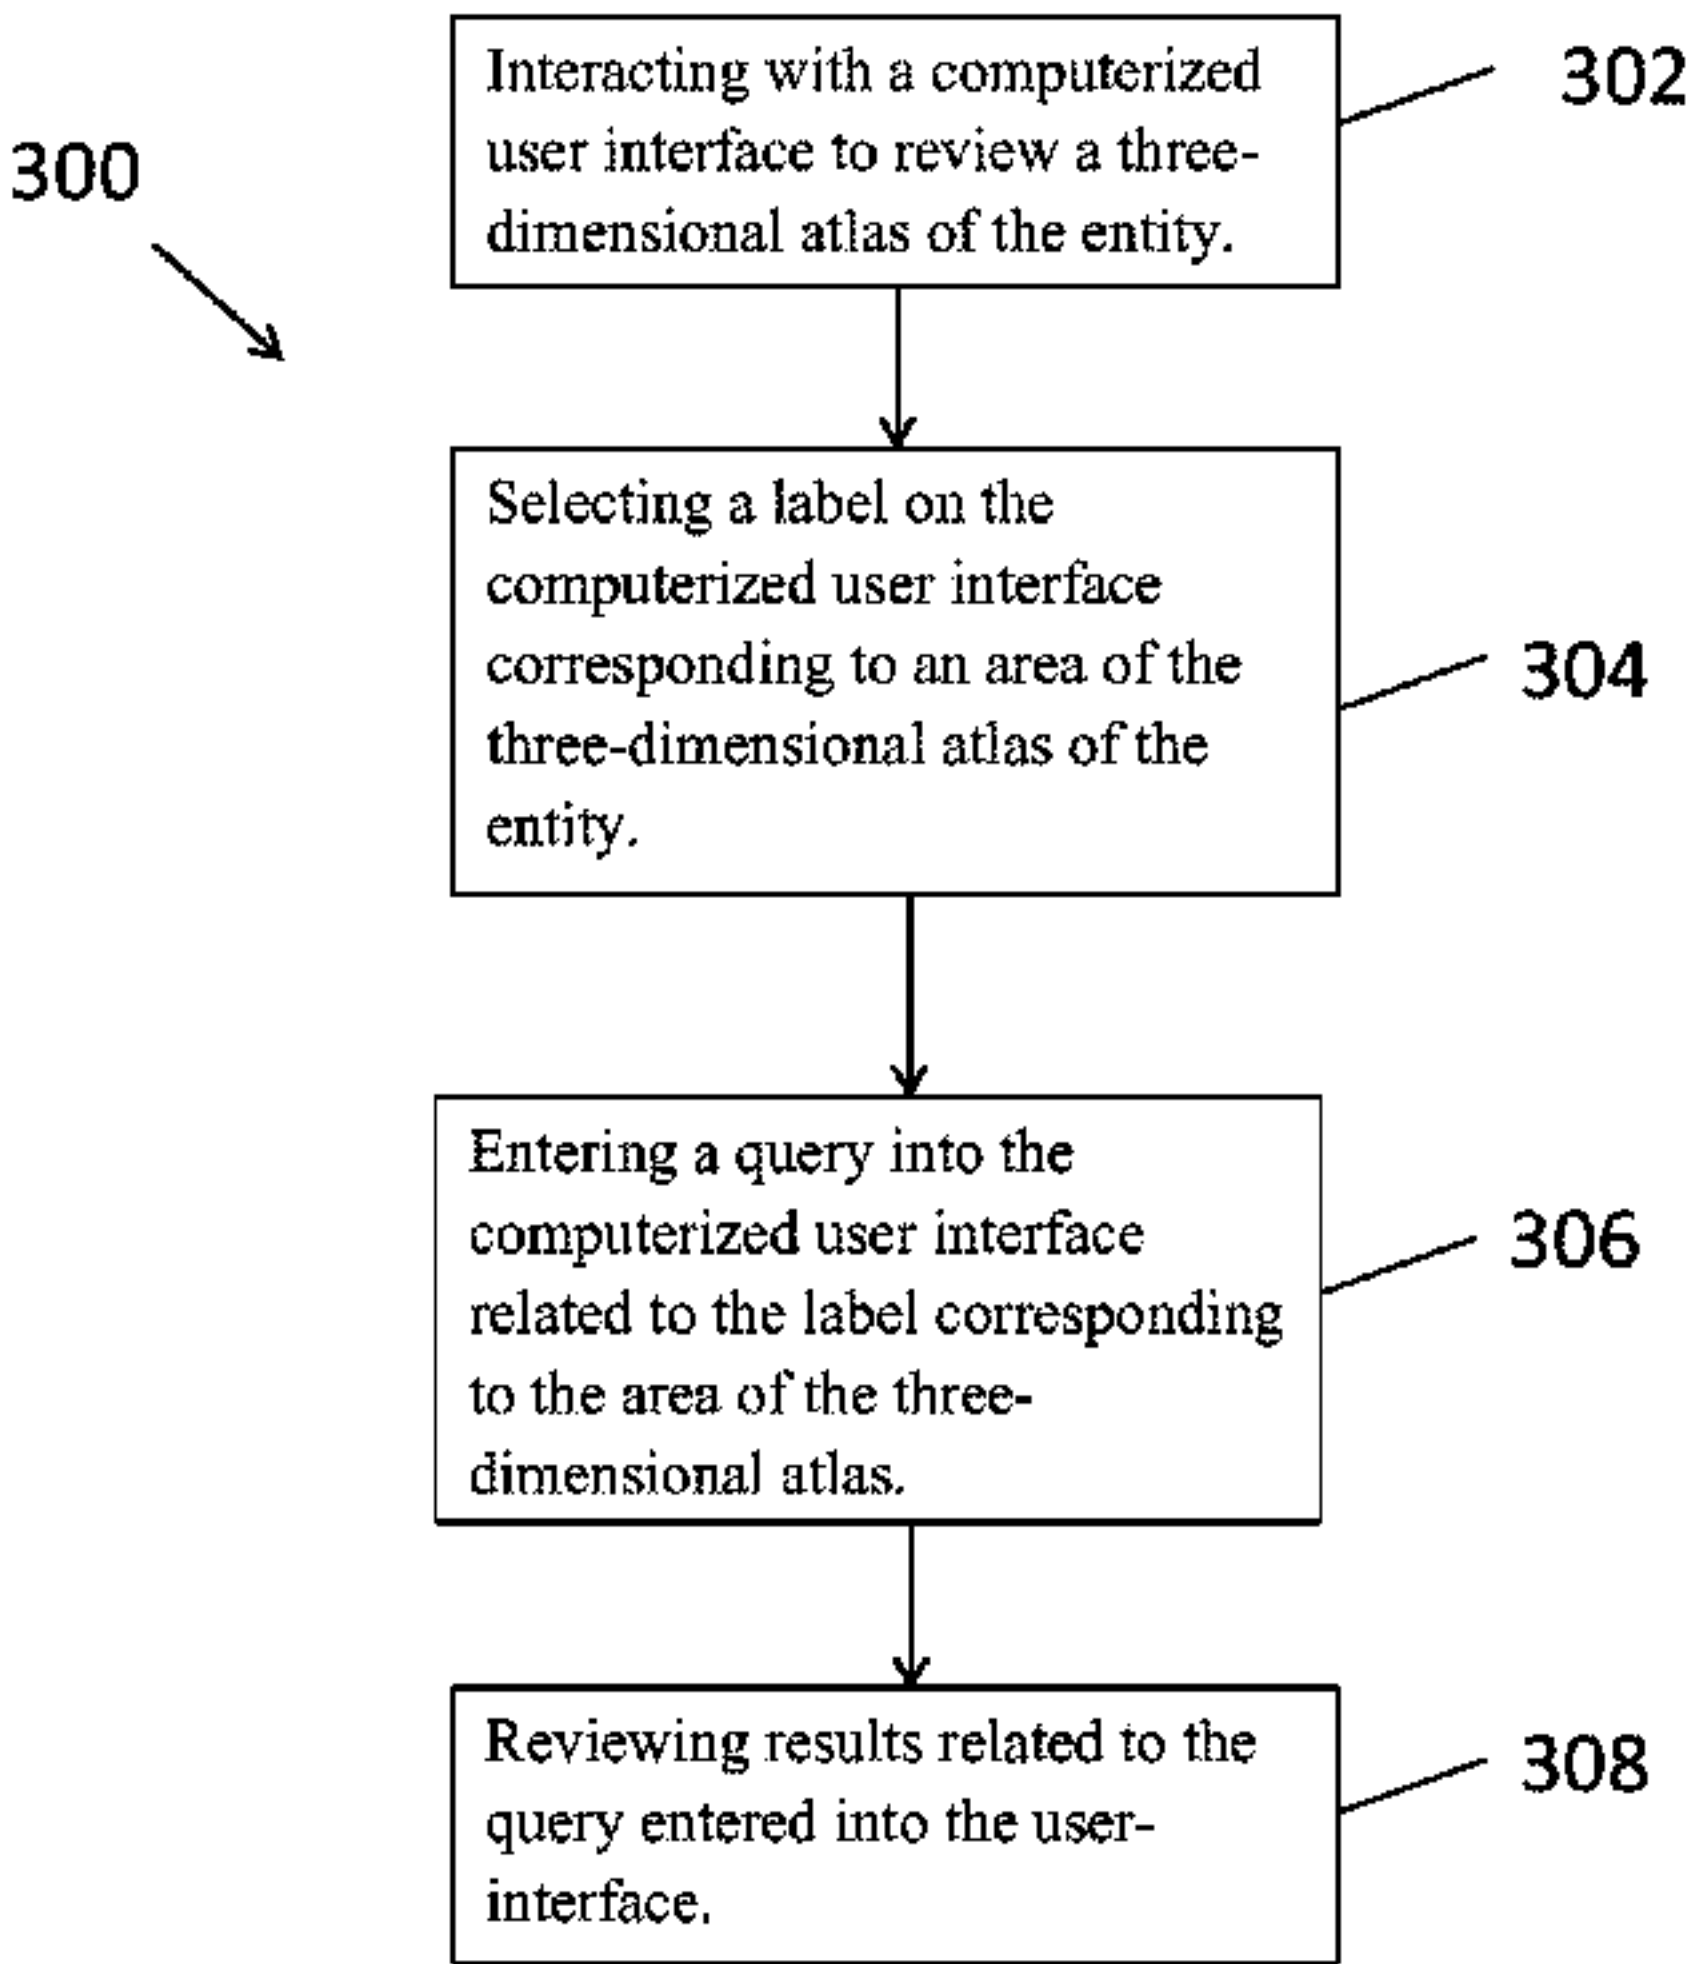 300
Interacting with a computerized
user interface to review a three-
dimensional atlas of the entity.
302
Selecting a label on the
computerized user interface
corresponding to an area of the
three-dimensional atlas of the
entity.
304
Entering a query into the
computerized user interface
related to the label corresponding
to the area of the three-
dimensional atlas.
306
Reviewing results related to the
query entered into the user-
interface.
308